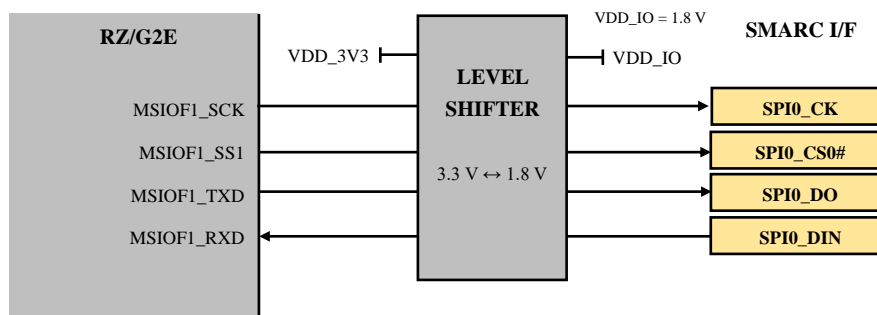 RZ/G2E
VDD_3V3
MSIOF1_SCK
MSIOF1_SS1
MSIOF1_TXD
MSIOF1_RXD
LEVEL
SHIFTER
3.3 V ↔ 1.8 V
VDD_IO = 1.8 V
VDD_IO
SMARC I/F
SPI0_CK
SPI0_CS0#
SPI0_DO
SPI0_DIN